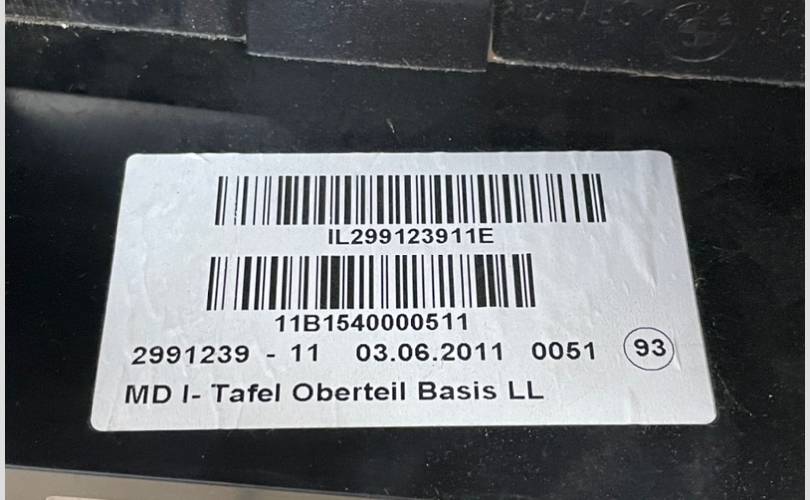 IL299123911E
11B1540000511
2991239 - 11 03.06.2011 0051 93
MD I- Tafel Oberteil Basis LL